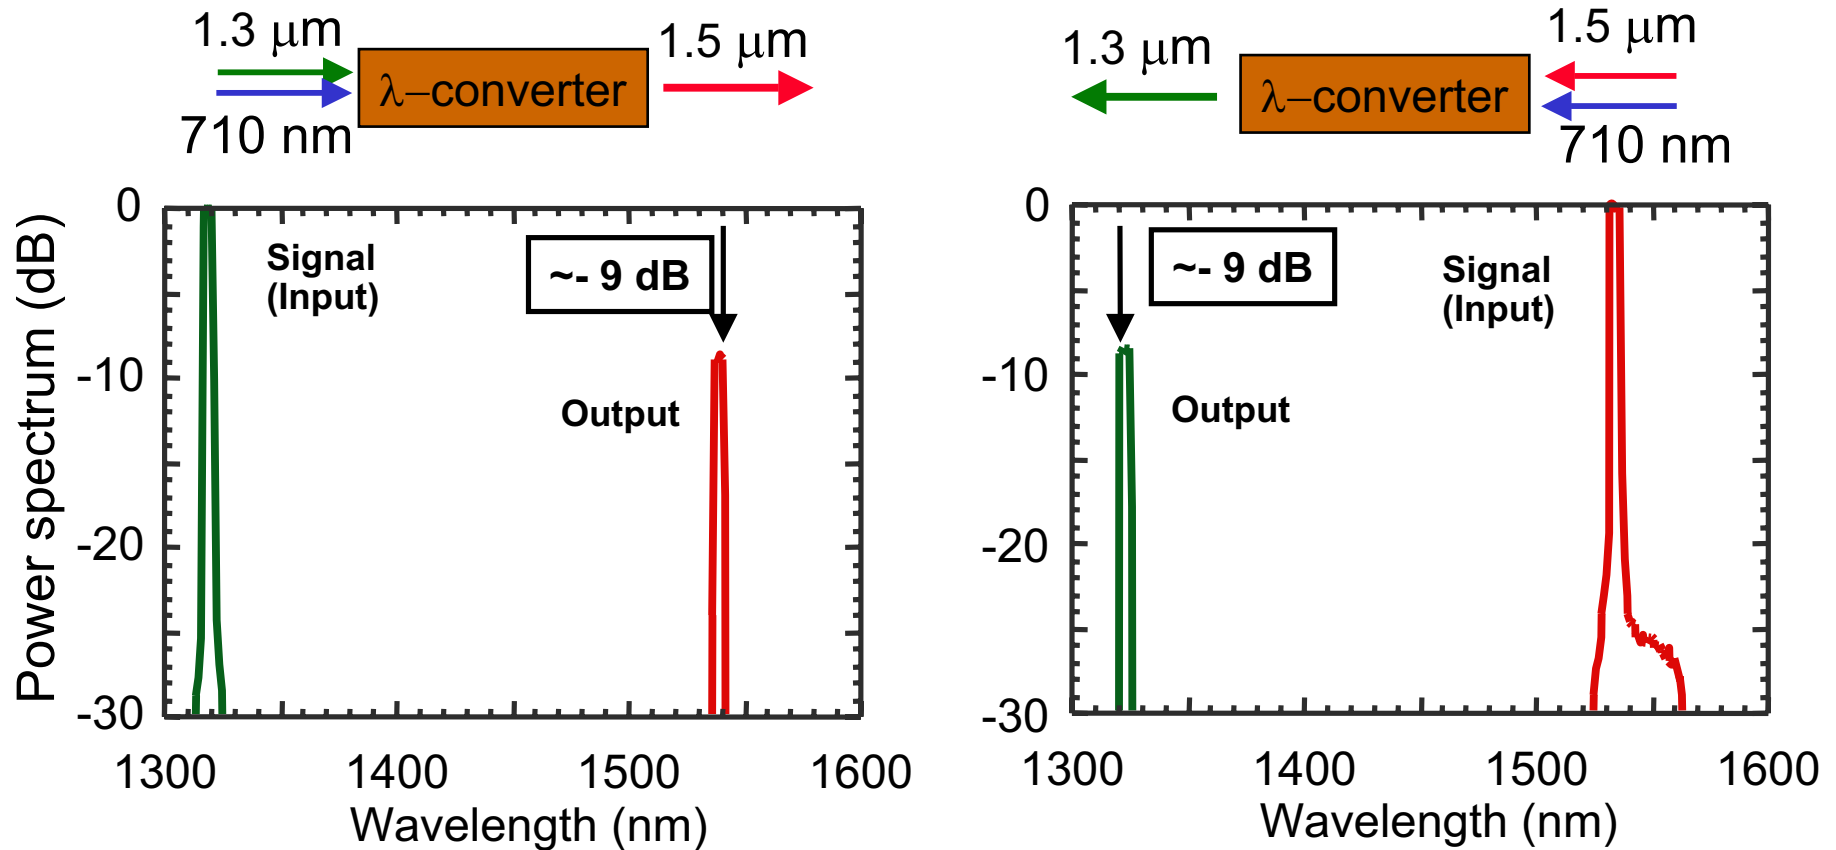 1.3 μm
1.5 μm
λ–converter
710 nm
1.3 μm
1.5 μm
λ–converter
710 nm
Power spectrum (dB)
0
-10
-20
-30
Signal
(Input)
~- 9 dB
Output
1300
1400
1500
1600
Wavelength (nm)
0
-10
-20
-30
~- 9 dB
Signal
(Input)
Output
1300
1400
1500
1600
Wavelength (nm)